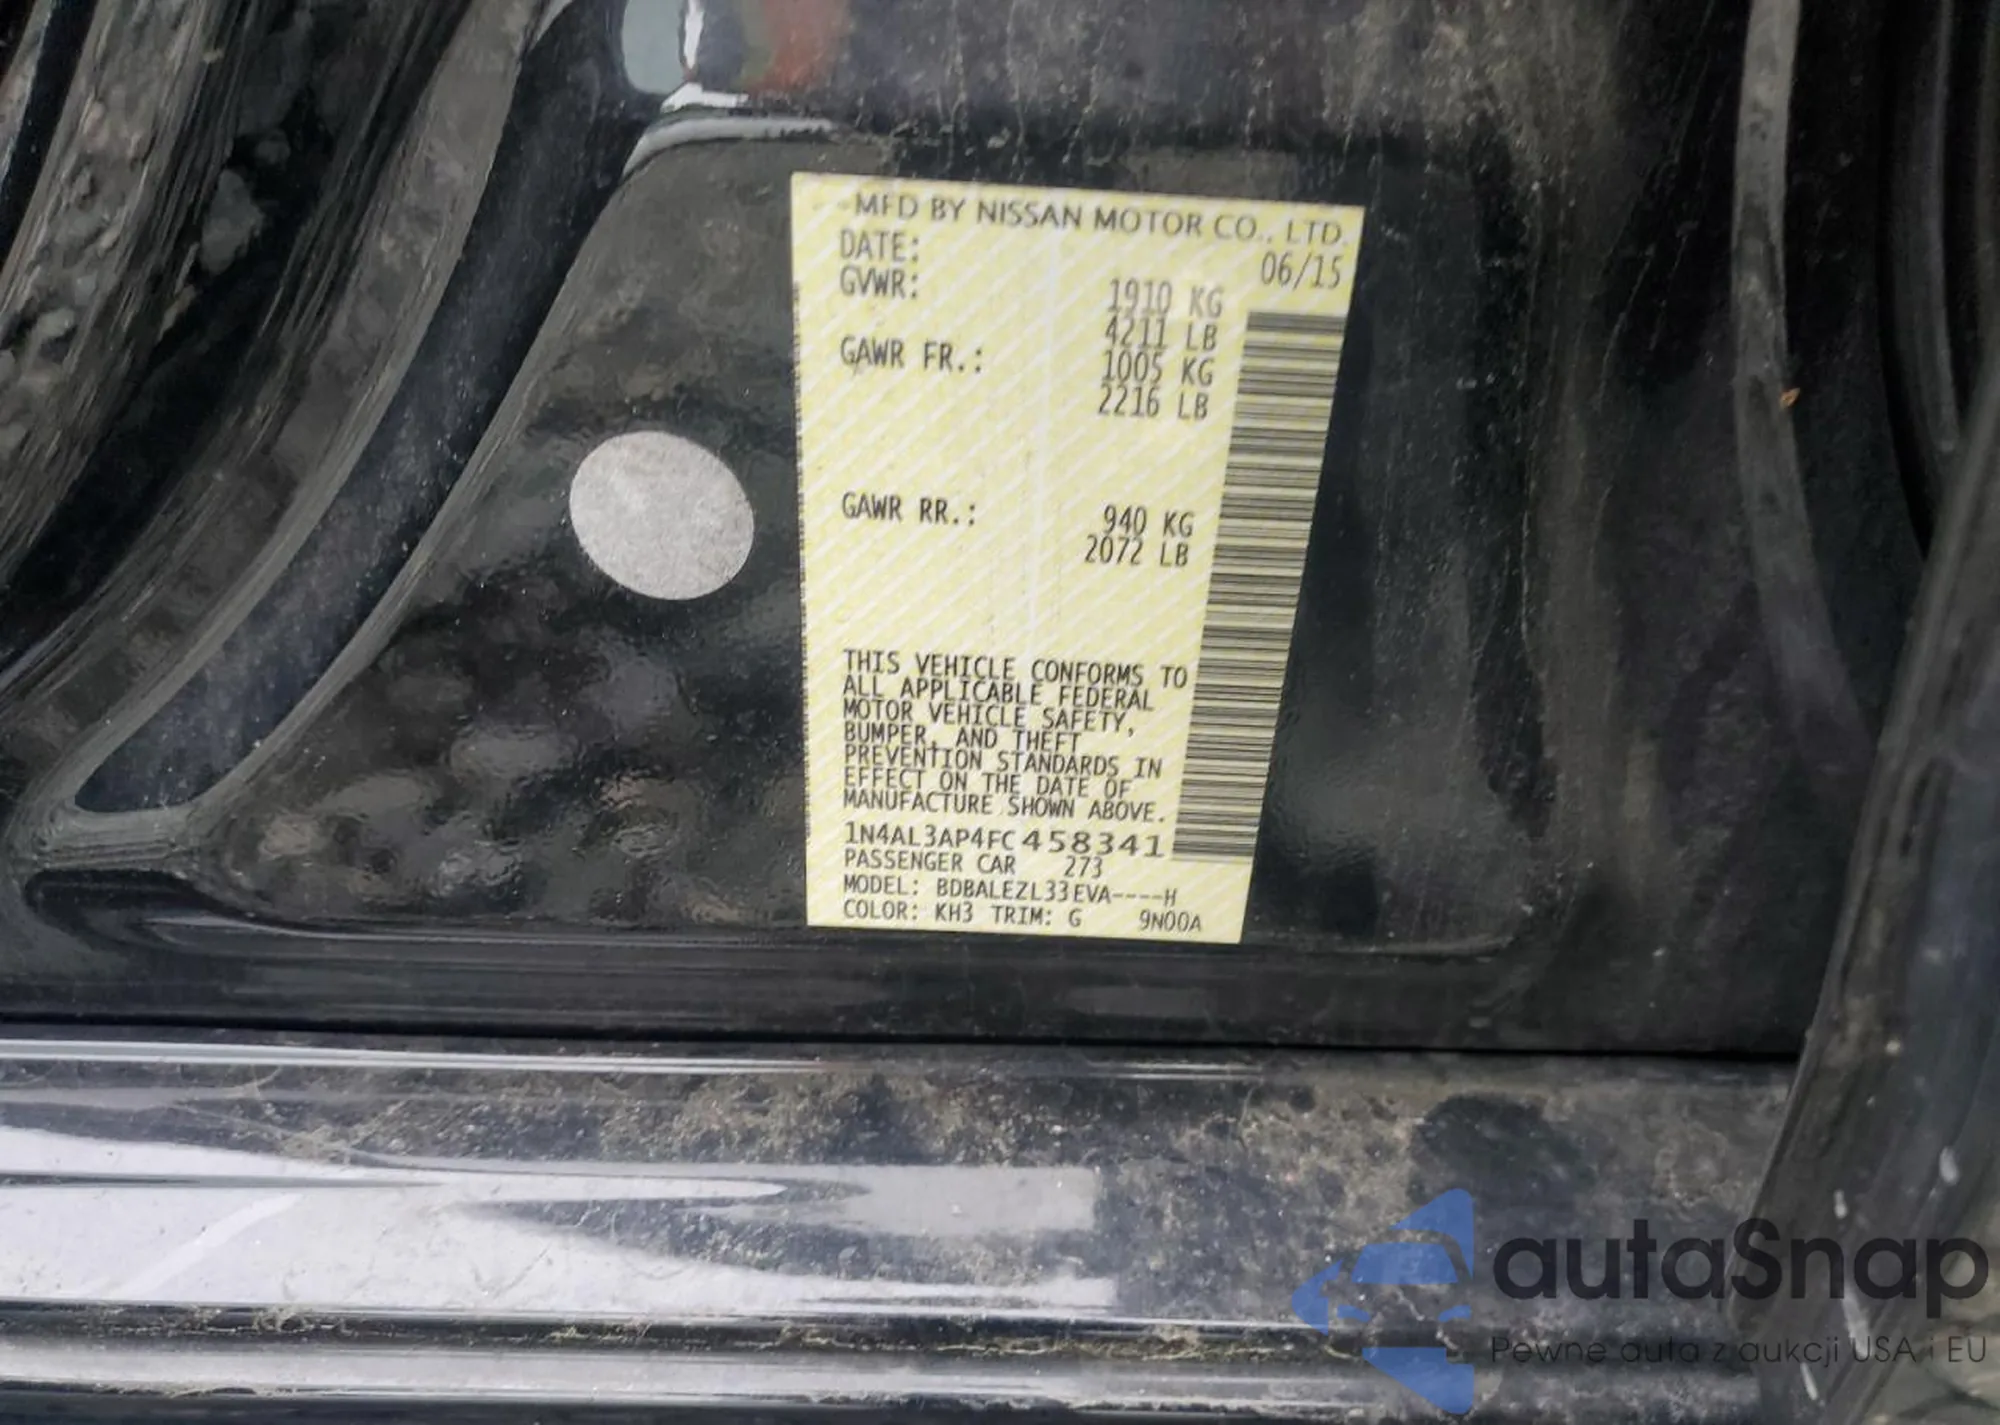 MFD BY NISSAN MOTOR CO., LTD.
DATE: 06/15
GVWR: 1910 KG
4211 LB
GAWR FR.: 1005 KG
2216 LB
GAWR RR.: 940 KG
2072 LB
THIS VEHICLE CONFORMS TO
ALL APPLICABLE FEDERAL
MOTOR VEHICLE SAFETY,
BUMPER, AND THEFT
PREVENTION STANDARDS IN
EFFECT ON THE DATE OF
MANUFACTURE SHOWN ABOVE.
1N4AL3AP4FC458341
PASSENGER CAR 273
MODEL: BDBALEZL33EVA----H
COLOR: KH3 TRIM: G 9N00A
autaSnap
Pewne auta z aukcji USA i EU